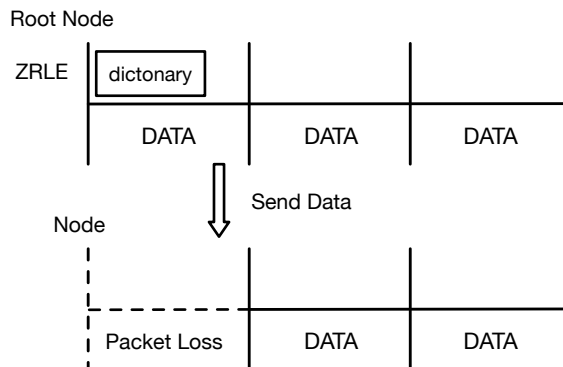 Root Node
ZRLE
dictonary
DATA DATA DATA
Send Data
Node
Packet Loss DATA DATA